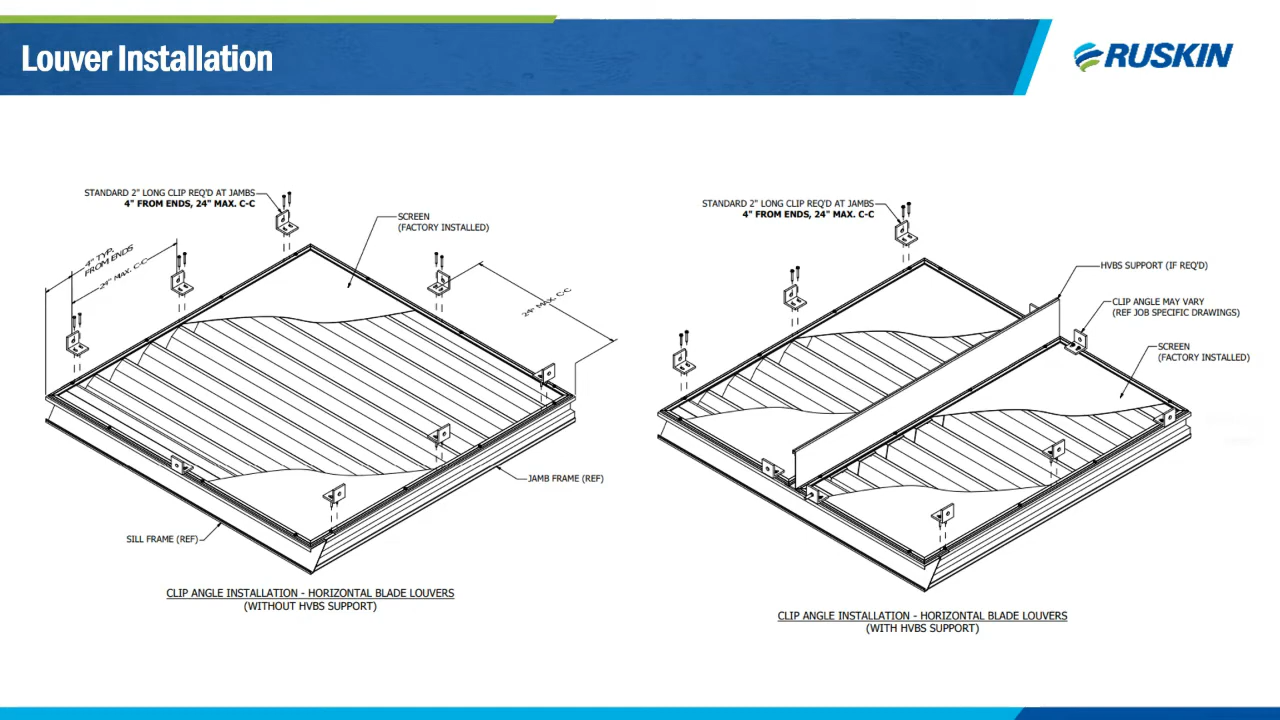 Louver Installation
RUSKIN
STANDARD 2" LONG CLIP REQ'D AT JAMBS
4" FROM ENDS, 24" MAX. C-C
SCREEN
(FACTORY INSTALLED)
4" TYP.
FROM ENDS
24" MAX. C-C
24" MAX. C-C
JAMB FRAME (REF)
SILL FRAME (REF)
CLIP ANGLE INSTALLATION - HORIZONTAL BLADE LOUVERS
(WITHOUT HVBS SUPPORT)
STANDARD 2" LONG CLIP REQ'D AT JAMBS
4" FROM ENDS, 24" MAX. C-C
HVBS SUPPORT (IF REQ'D)
CLIP ANGLE MAY VARY
(REF JOB SPECIFIC DRAWINGS)
SCREEN
(FACTORY INSTALLED)
CLIP ANGLE INSTALLATION - HORIZONTAL BLADE LOUVERS
(WITH HVBS SUPPORT)